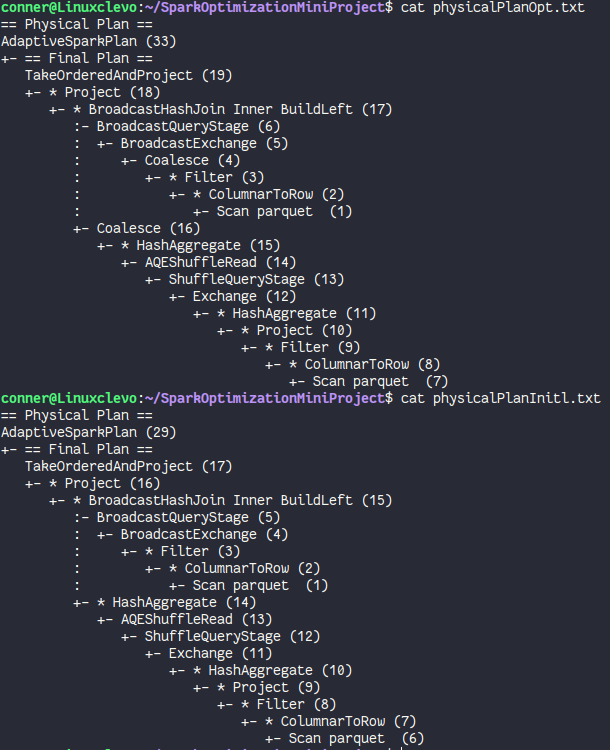 conner@Linuxclevo:~/SparkOptimizationMiniProject$ cat physicalPlanOpt.txt
== Physical Plan ==
AdaptiveSparkPlan (33)
+- == Final Plan ==
   TakeOrderedAndProject (19)
   +- * Project (18)
      +- * BroadcastHashJoin Inner BuildLeft (17)
         :- BroadcastQueryStage (6)
         :  +- BroadcastExchange (5)
         :     +- Coalesce (4)
         :        +- * Filter (3)
         :           +- * ColumnarToRow (2)
         :              +- Scan parquet  (1)
         +- Coalesce (16)
            +- * HashAggregate (15)
               +- AQEShuffleRead (14)
                  +- ShuffleQueryStage (13)
                     +- Exchange (12)
                        +- * HashAggregate (11)
                           +- * Project (10)
                              +- * Filter (9)
                                 +- * ColumnarToRow (8)
                                    +- Scan parquet  (7)
conner@Linuxclevo:~/SparkOptimizationMiniProject$ cat physicalPlanInitl.txt
== Physical Plan ==
AdaptiveSparkPlan (29)
+- == Final Plan ==
   TakeOrderedAndProject (17)
   +- * Project (16)
      +- * BroadcastHashJoin Inner BuildLeft (15)
         :- BroadcastQueryStage (5)
         :  +- BroadcastExchange (4)
         :     +- * Filter (3)
         :        +- * ColumnarToRow (2)
         :           +- Scan parquet  (1)
         +- * HashAggregate (14)
            +- AQEShuffleRead (13)
               +- ShuffleQueryStage (12)
                  +- Exchange (11)
                     +- * HashAggregate (10)
                        +- * Project (9)
                           +- * Filter (8)
                              +- * ColumnarToRow (7)
                                 +- Scan parquet  (6)